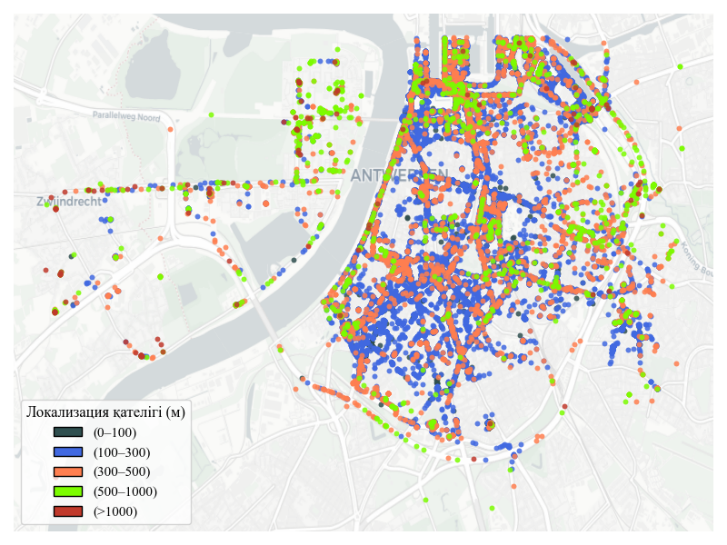 Parallelweg Noord
ANTWERPEN
Zwijndrecht
Локализация қателігі (м)
(0–100)
(100–300)
(300–500)
(500–1000)
(>1000)